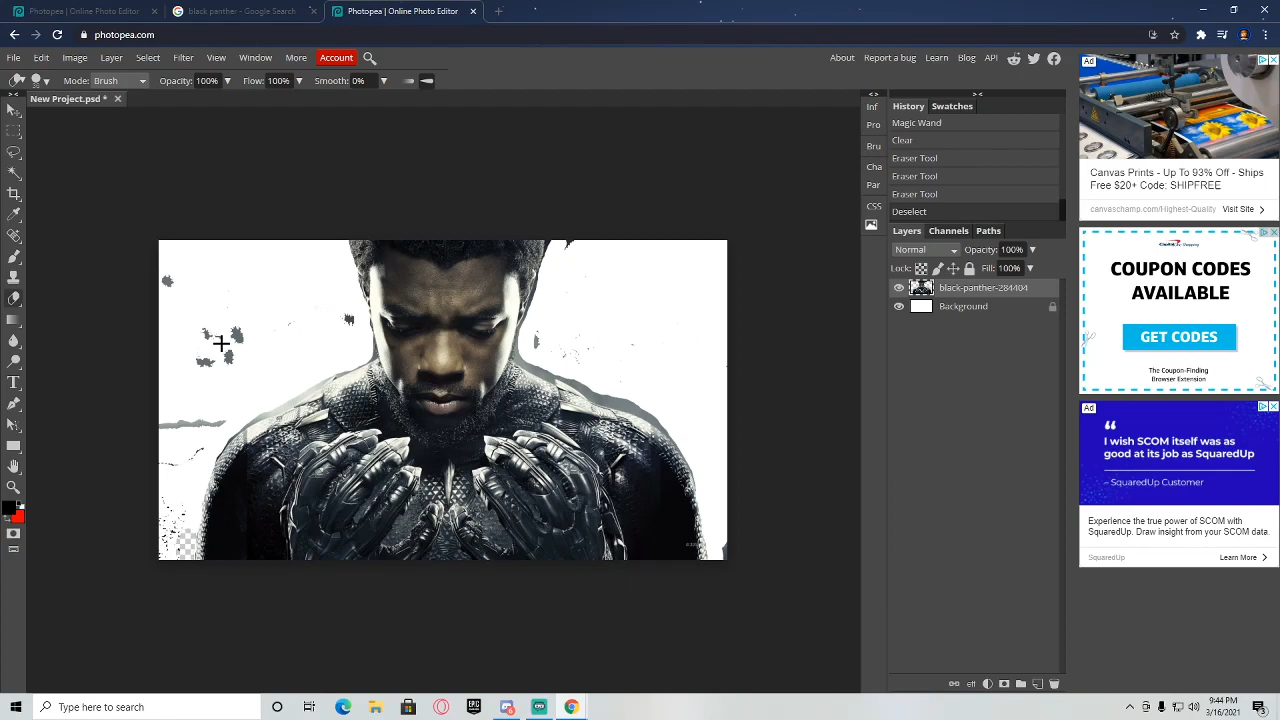 Photopea | Online Photo Editor
black panther - Google Search
Photopea | Online Photo Editor
photopea.com
File Edit Image Layer Select Filter View Window More Account
About Report a bug Learn Blog API
Mode: Brush Opacity: 100% Flow: 100% Smooth: 0%
New Project.psd *
Inf
Pro
Bru
Cha
Par
CSS
History Swatches
Magic Wand
Clear
Eraser Tool
Eraser Tool
Eraser Tool
Deselect
Layers Channels Paths
Normal Opacity: 100%
Lock: Fill: 100%
black-panther-284404
Background
Ad
Canvas Prints - Up To 93% Off - Ships
Free $20+ Code: SHIPFREE
canvaschamp.com/Highest-Quality Visit Site
COUPON CODES
AVAILABLE
GET CODES
The Coupon-Finding
Browser Extension
Ad
I wish SCOM itself was as
good at its job as SquaredUp
~ SquaredUp Customer
Experience the true power of SCOM with
SquaredUp. Draw insight from your SCOM data.
SquaredUp Learn More
Type here to search
9:44 PM
3/16/2021